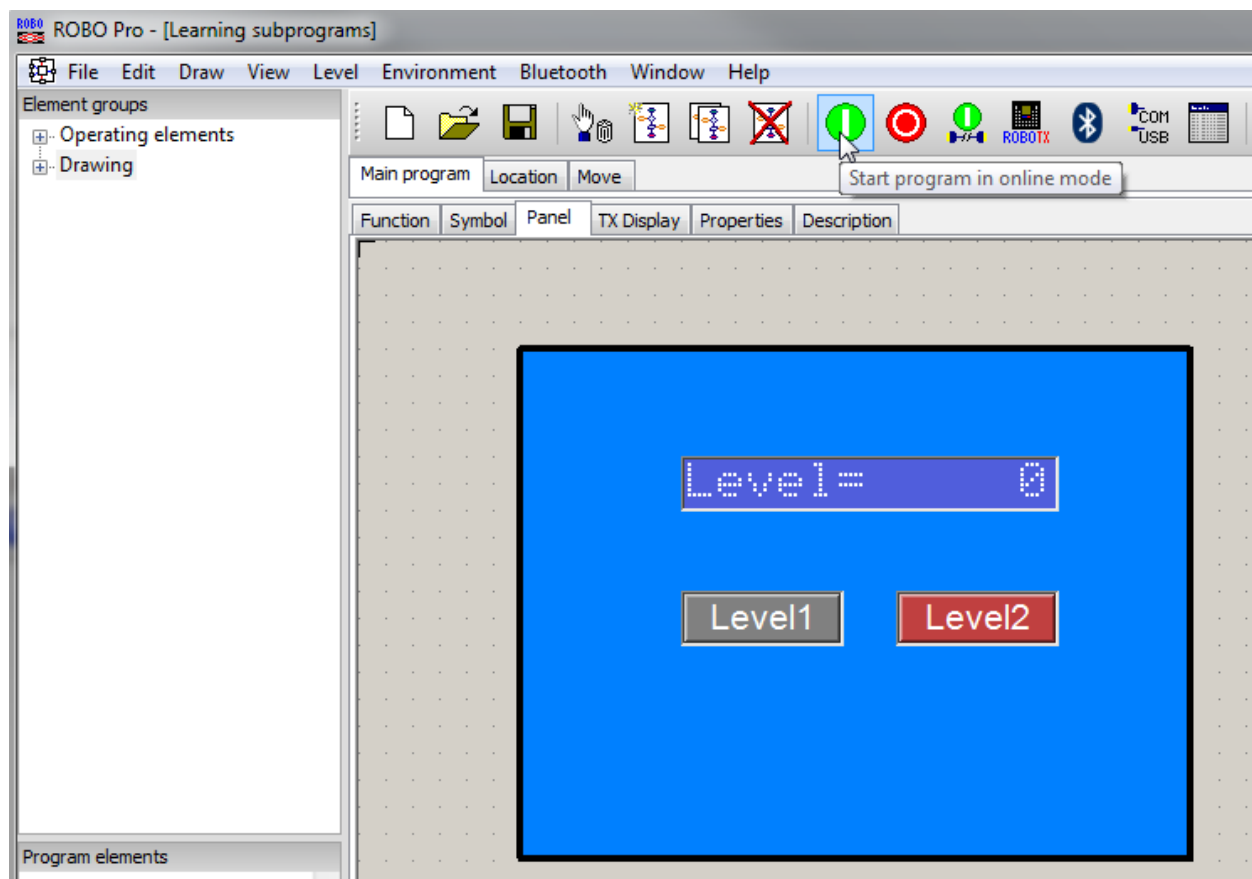 ROBO ROBO Pro - [Learning subprograms]
File Edit Draw View Level Environment Bluetooth Window Help
Element groups
Operating elements
Drawing
ROBOTX COM
USB
Main program Location Move
Start program in online mode
Function Symbol Panel TX Display Properties Description
Level= 0
Level1 Level2
Program elements